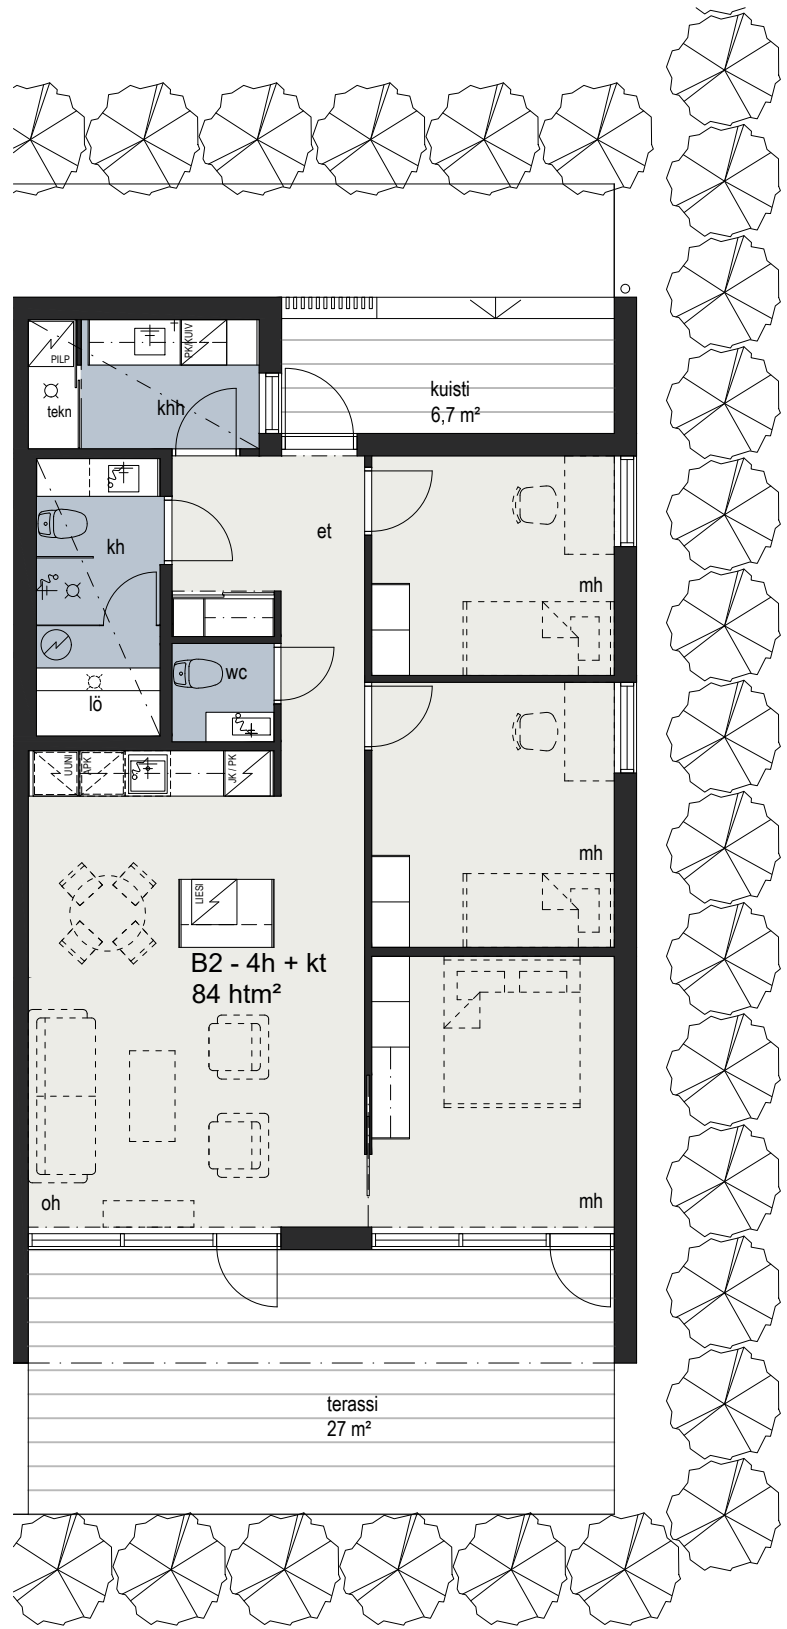 PILP
PK/KUIV
tekn
khh
kuisti
6,7 m²
et
kh
mh
wc
lö
UUNI
APK
JK / PK
mh
LIESI
B2 - 4h + kt
84 htm²
oh
mh
terassi
27 m²